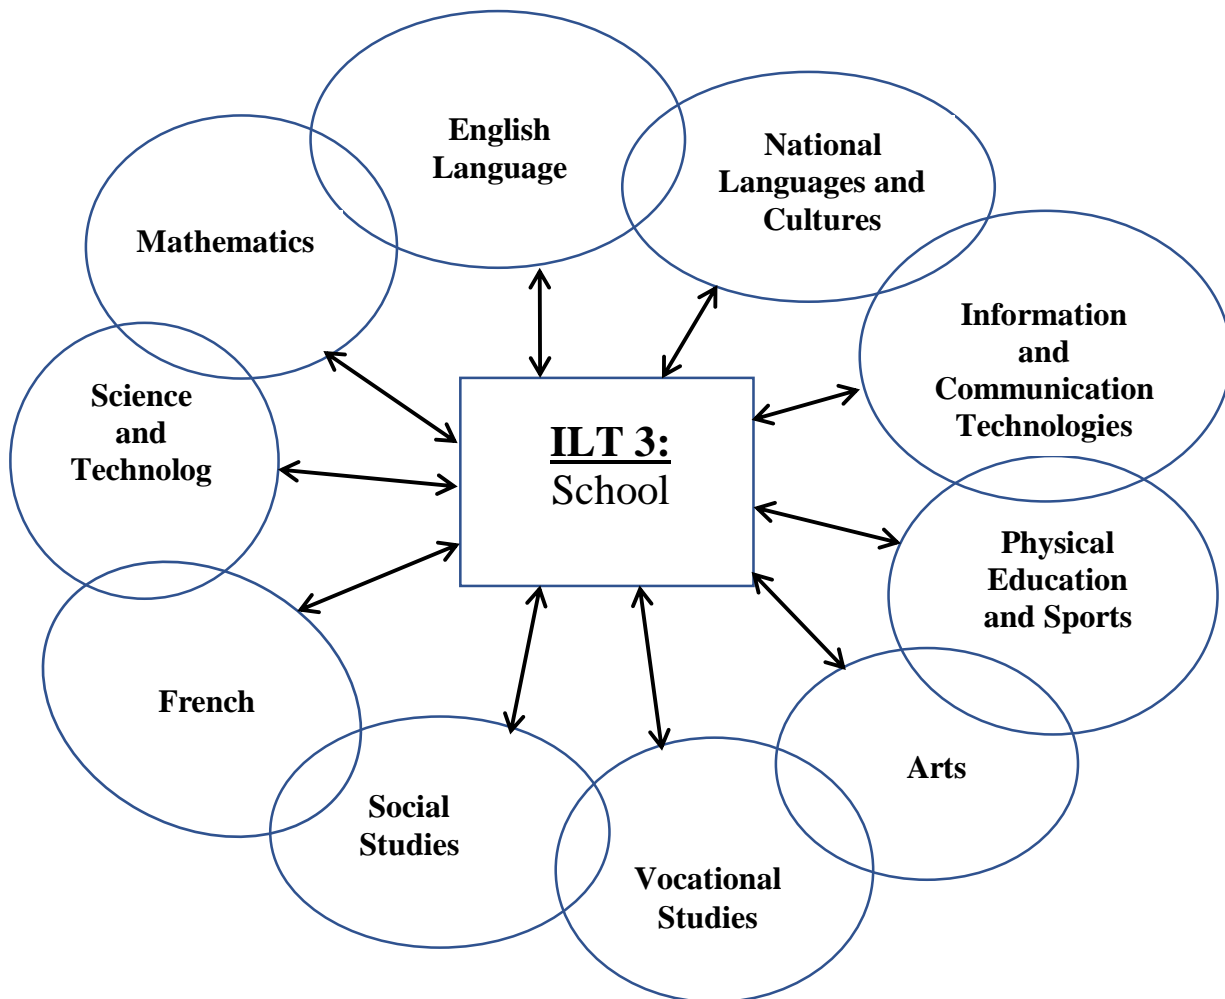 English
Language
National
Languages and
Cultures
Mathematics
Information
and
Communication
Technologies
Science
and
Technolog
ILT 3:
School
Physical
Education
and Sports
French
Arts
Social
Studies
Vocational
Studies